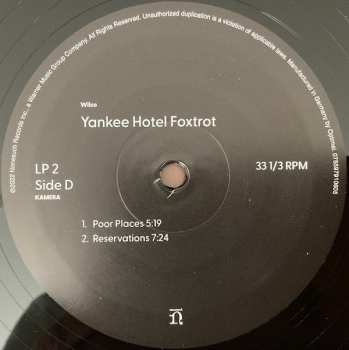 ©2022 Nonesuch Records Inc., a Warner Music Group Company. All Rights Reserved. Unauthorized duplication is a violation of applicable laws. Manufactured in Germany by Optimal.
Wilco
Yankee Hotel Foxtrot
LP 2
Side D
KAMERA
33 1/3 RPM
1. Poor Places 5:19
2. Reservations 7:24